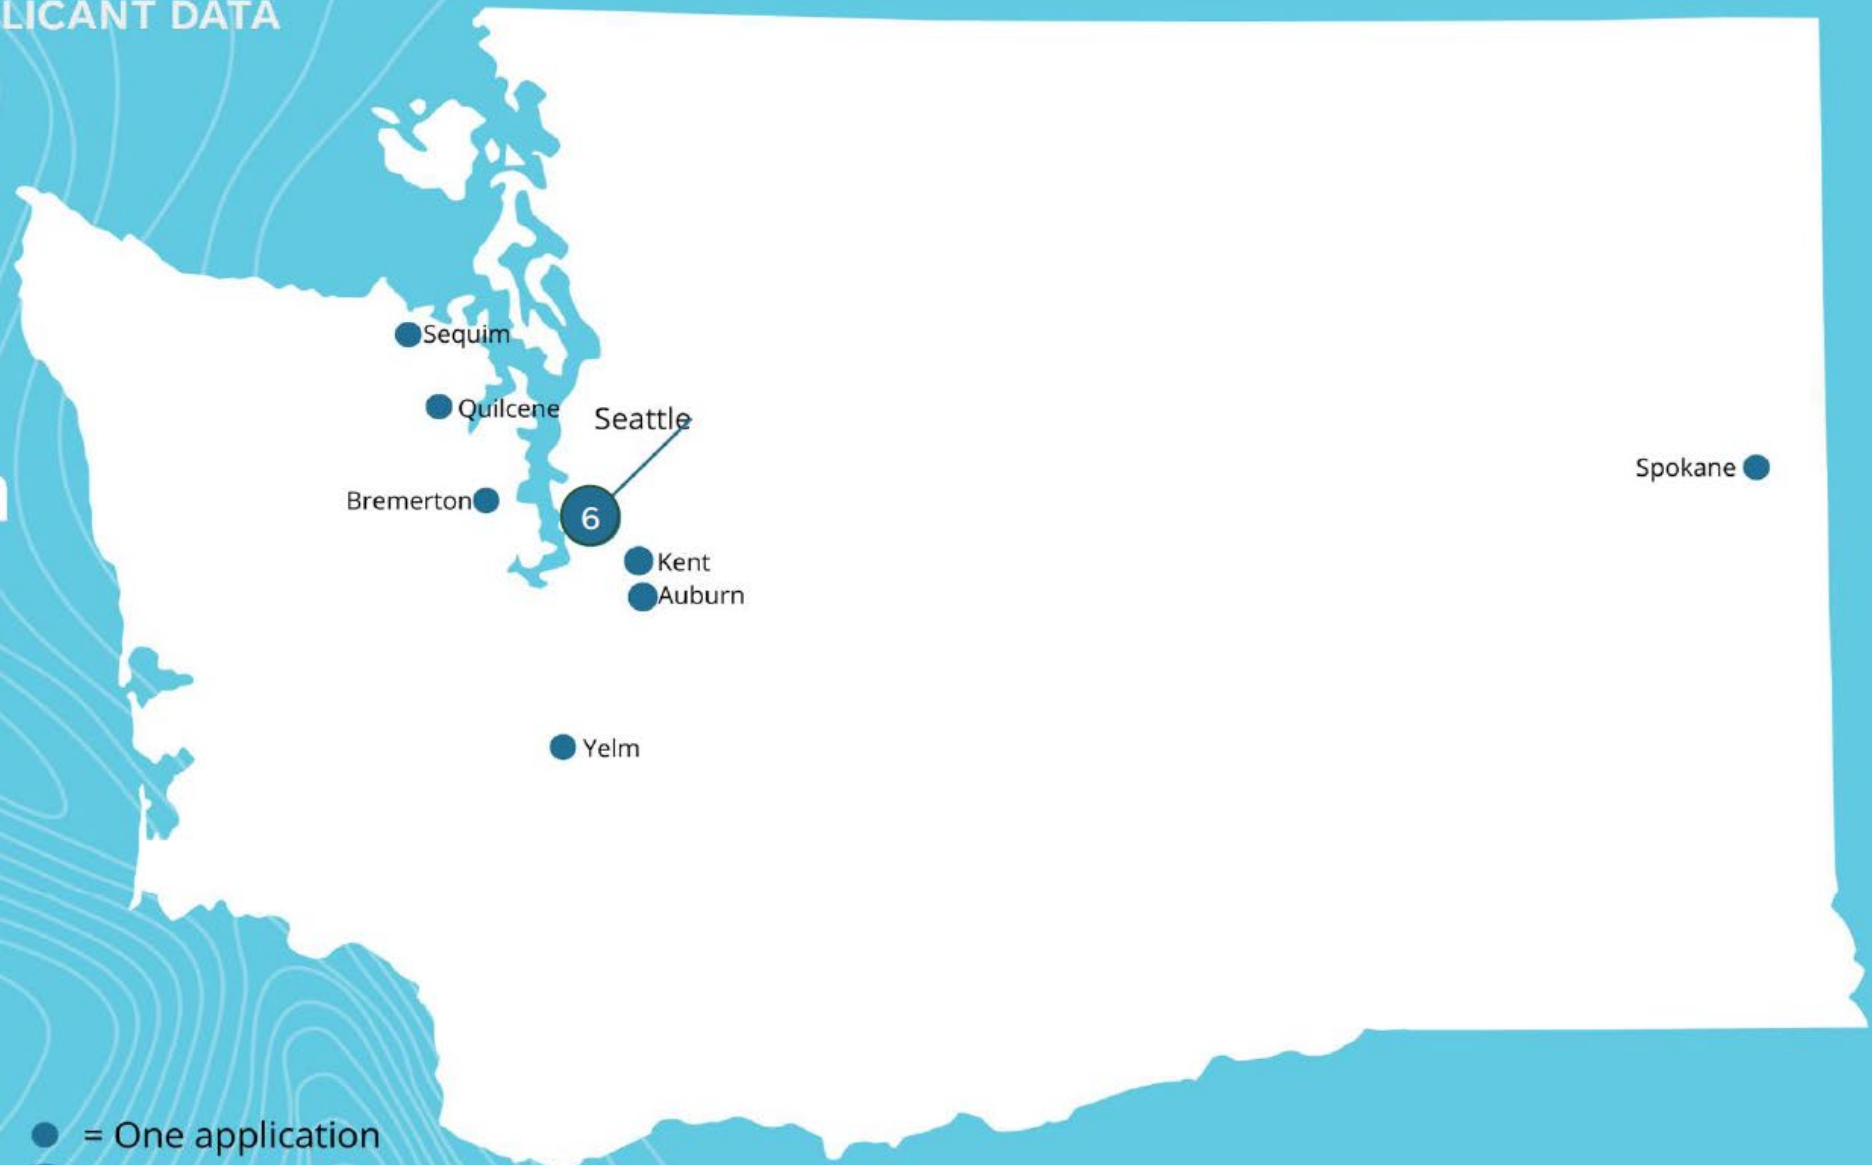 LICANT DATA
Sequim
Quilcene
Seattle
Spokane
Bremerton
6
Kent
Auburn
Yelm
= One application